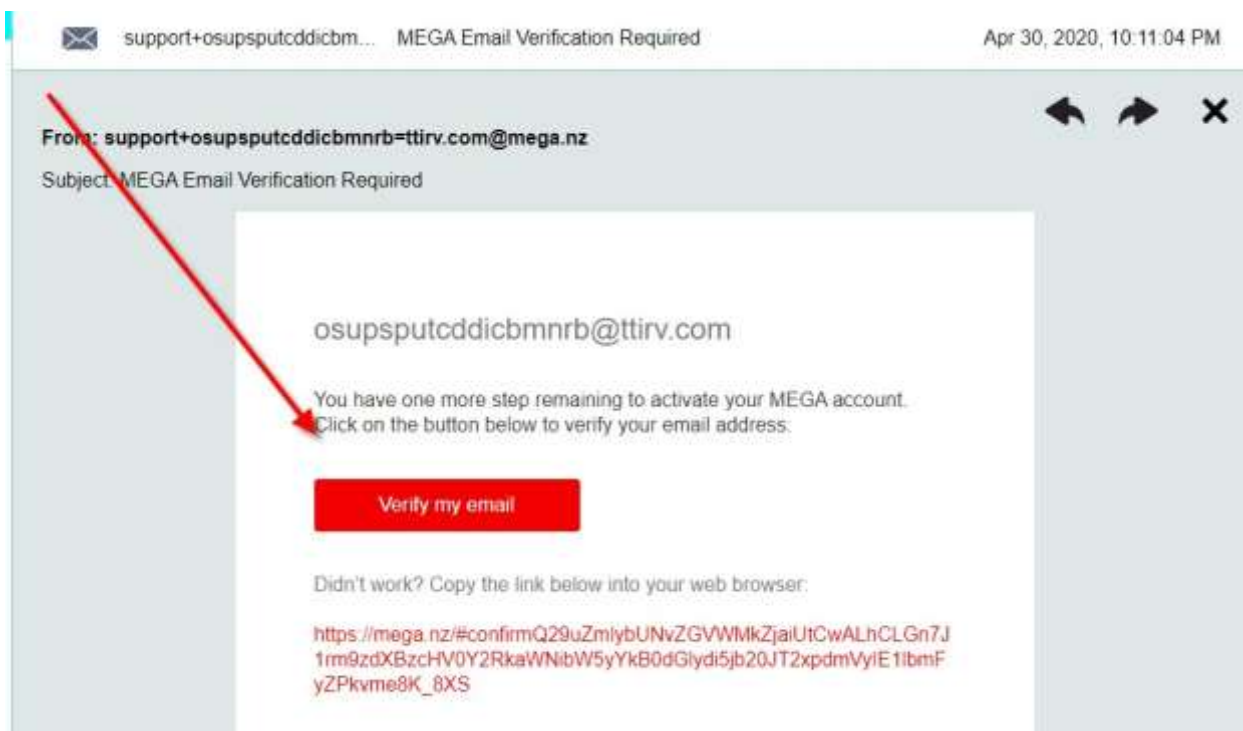 support+osupsputcddicbm... MEGA Email Verification Required Apr 30, 2020, 10:11:04 PM
From: support+osupsputcddicbmnrb=ttirv.com@mega.nz
Subject: MEGA Email Verification Required
osupsputcddicbmnrb@ttirv.com
You have one more step remaining to activate your MEGA account.
Click on the button below to verify your email address:
Verify my email
Didn't work? Copy the link below into your web browser:
https://mega.nz/#confirmQ29uZmlybUNvZGVWMkZjaiUtCwALhCLGn7J
1rm9zdXBzcHV0Y2RkaWNibW5yYkB0dGlydi5jb20JT2xpdmVyIE1lbmF
yZPkvme8K_8XS